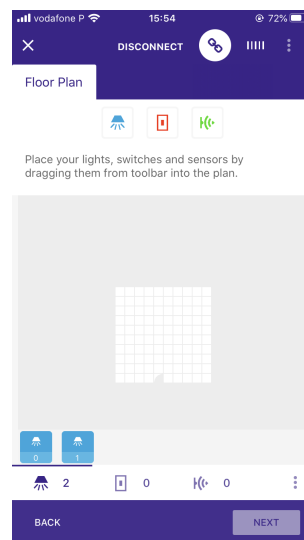 vodafone P 15:54 72%
DISCONNECT
Floor Plan
Place your lights, switches and sensors by
dragging them from toolbar into the plan.
0 1
2 0 0
BACK NEXT